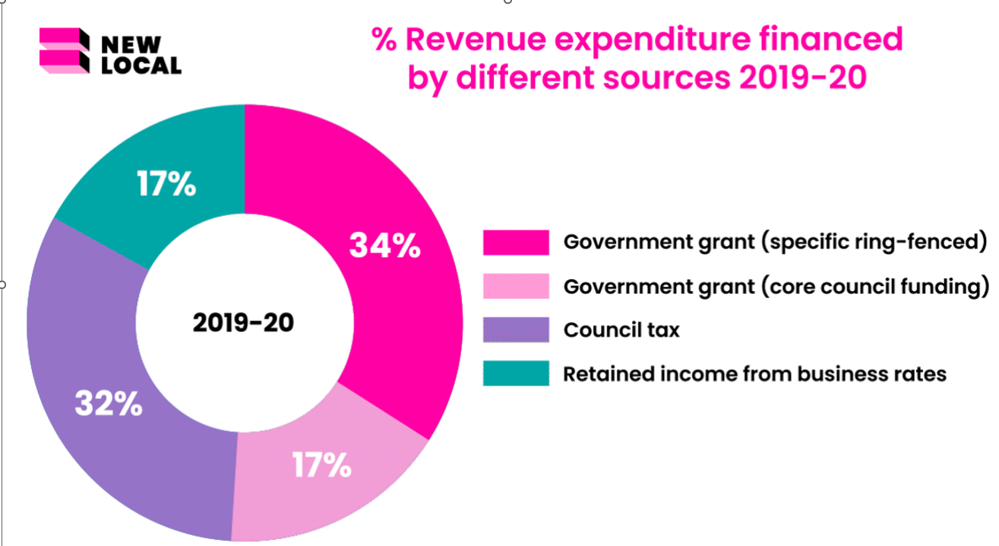 NEW
LOCAL
% Revenue expenditure financed
by different sources 2019-20
17%
34%
2019-20
32%
17%
Government grant (specific ring-fenced)
Government grant (core council funding)
Council tax
Retained income from business rates